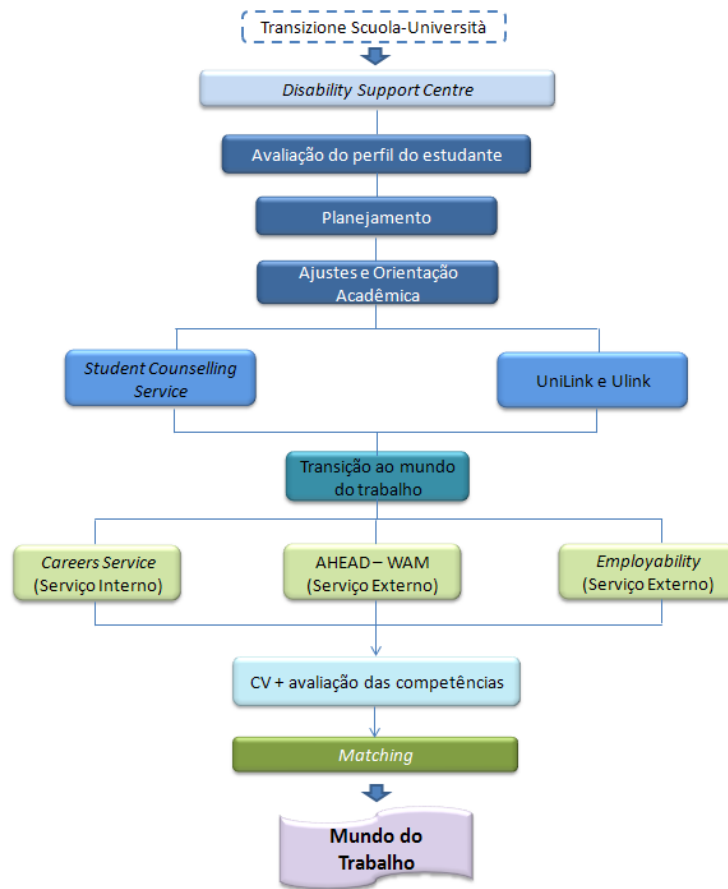 Transizione Scuola-Università
Disability Support Centre
Avaliação do perfil do estudante
Planejamento
Ajustes e Orientação
Acadêmica
Student Counselling
Service
UniLink e Ulink
Transição ao mundo
do trabalho
Careers Service
(Serviço Interno)
AHEAD – WAM
(Serviço Externo)
Employability
(Serviço Externo)
CV + avaliação das competências
Matching
Mundo do
Trabalho